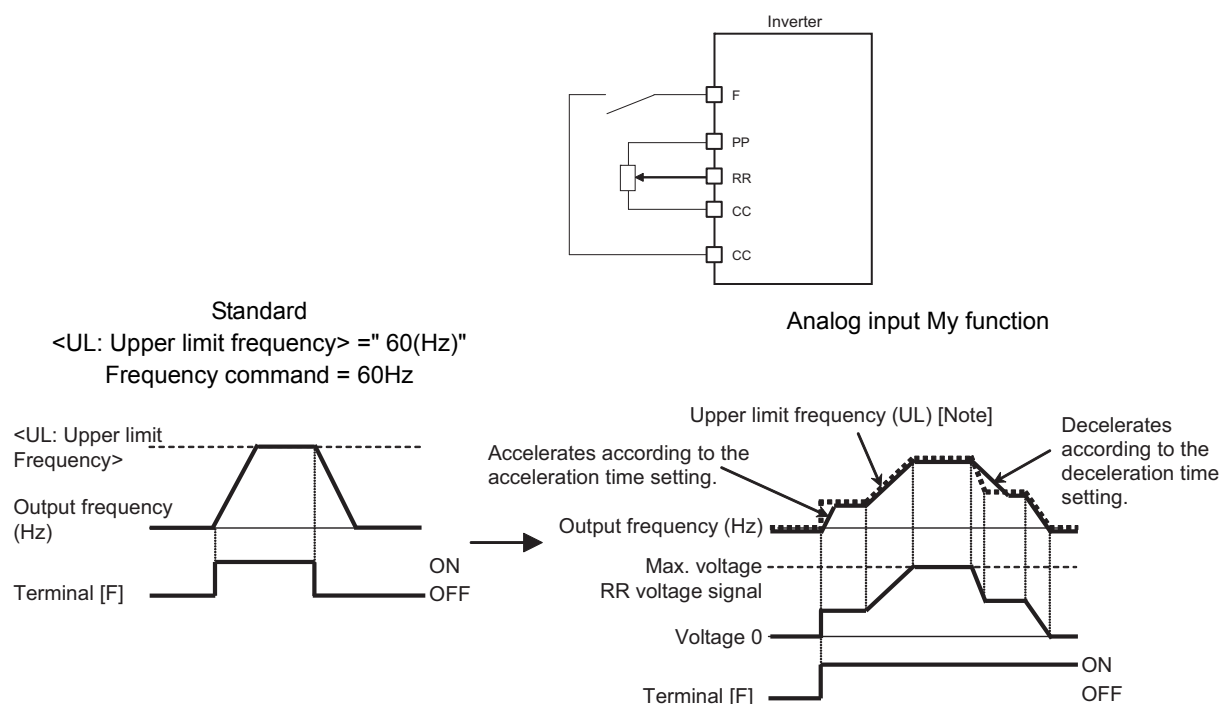 Inverter
F
PP
RR
CC
CC
Standard
<UL: Upper limit frequency> =" 60(Hz)"
Frequency command = 60Hz
Analog input My function
<UL: Upper limit
Frequency>
Output frequency
(Hz)
Terminal [F]
ON
OFF
Upper limit frequency (UL) [Note]
Accelerates according to the
acceleration time setting.
Decelerates
according to the
deceleration time
setting.
Output frequency (Hz)
Max. voltage
RR voltage signal
Voltage 0
Terminal [F]
ON
OFF